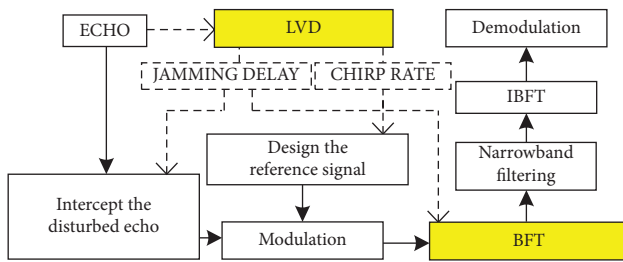 ECHO
LVD
Demodulation
JAMMING DELAY
CHIRP RATE
IBFT
Design the
reference signal
Narrowband
filtering
Intercept the
disturbed echo
Modulation
BFT